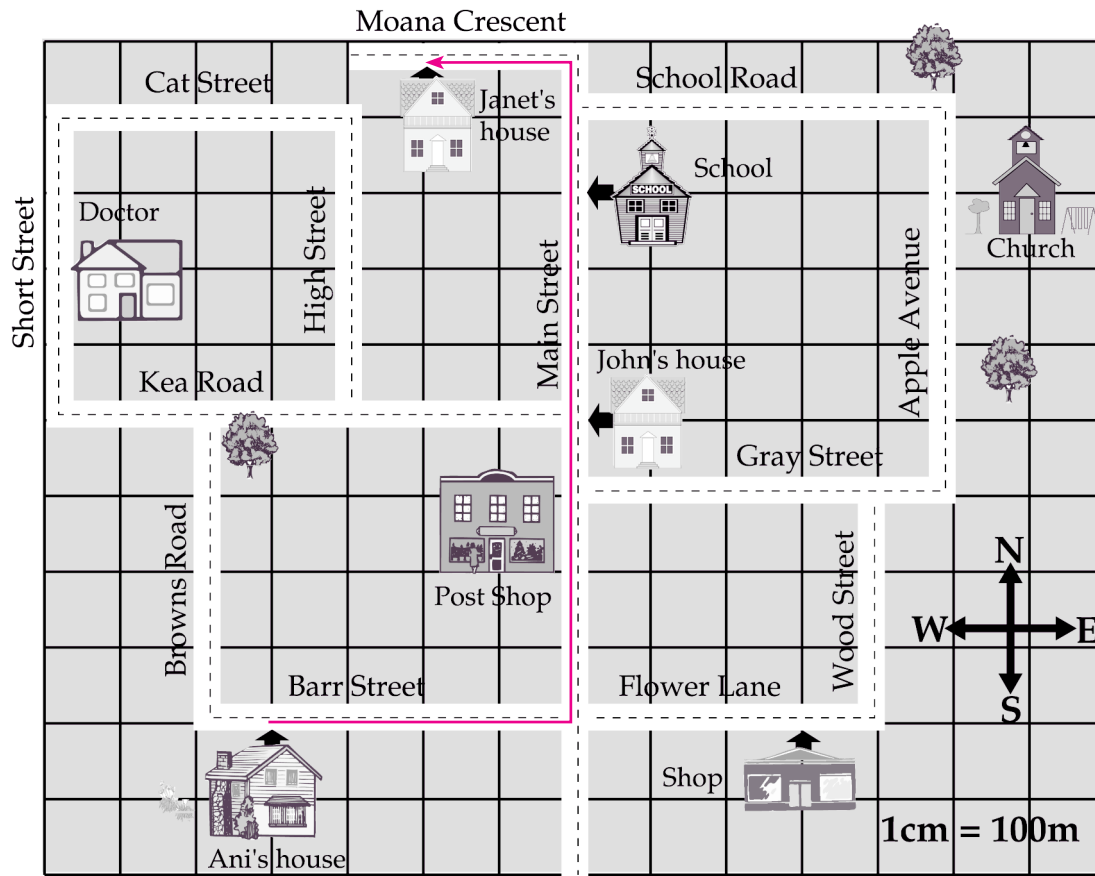 Moana Crescent
Cat Street
School Road
Janet's
house
School
SCHOOL
Doctor
Church
Short Street
High Street
Main Street
Apple Avenue
John's house
Kea Road
Gray Street
Post Shop
Browns Road
Wood Street
N
W
E
S
Barr Street
Flower Lane
Shop
1cm = 100m
Ani's house